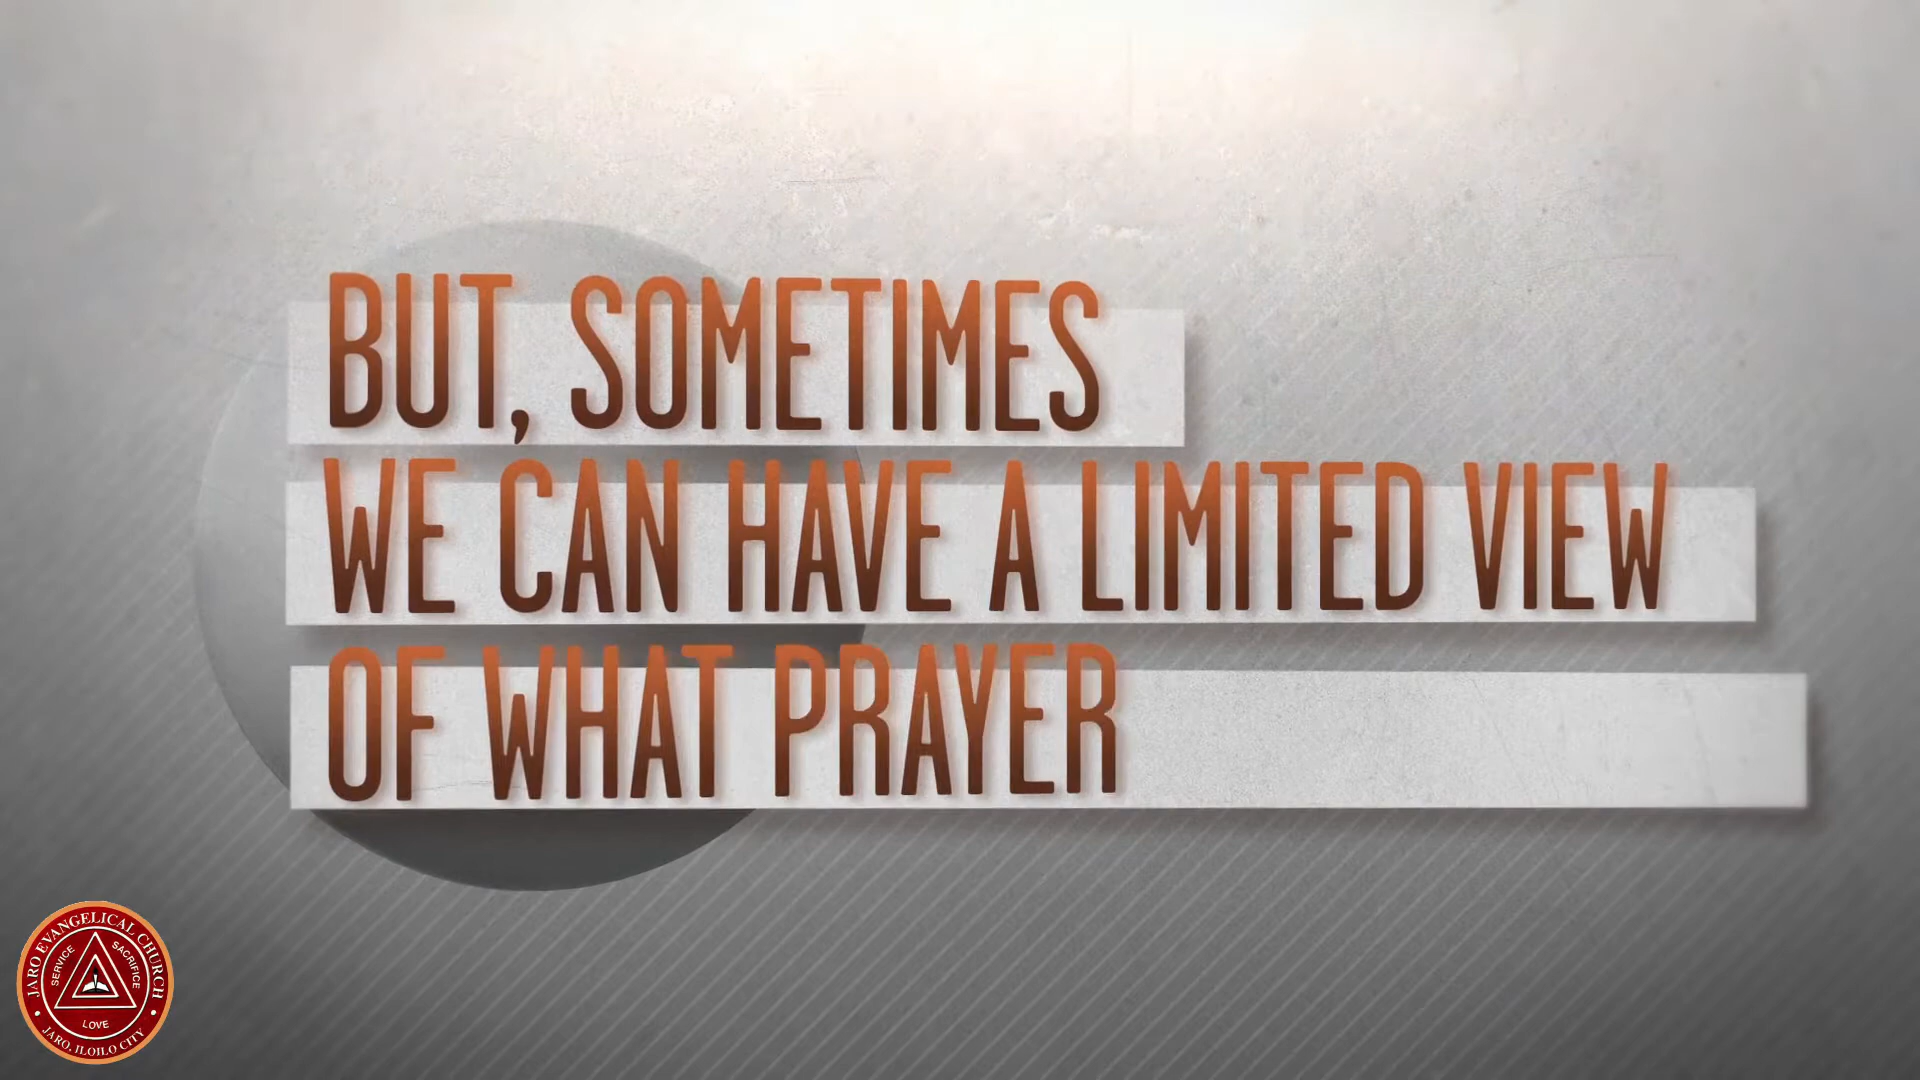 BUT, SOMETIMES
WE CAN HAVE A LIMITED VIEW
OF WHAT PRAYER
JARO EVANGELICAL CHURCH
SERVICE
SACRIFICE
LOVE
JARO, ILOILO CITY